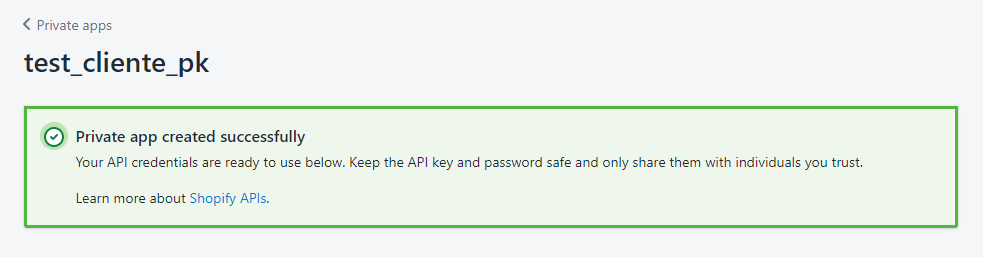 Private apps
test_cliente_pk
Private app created successfully
Your API credentials are ready to use below. Keep the API key and password safe and only share them with individuals you trust.
Learn more about Shopify APIs.